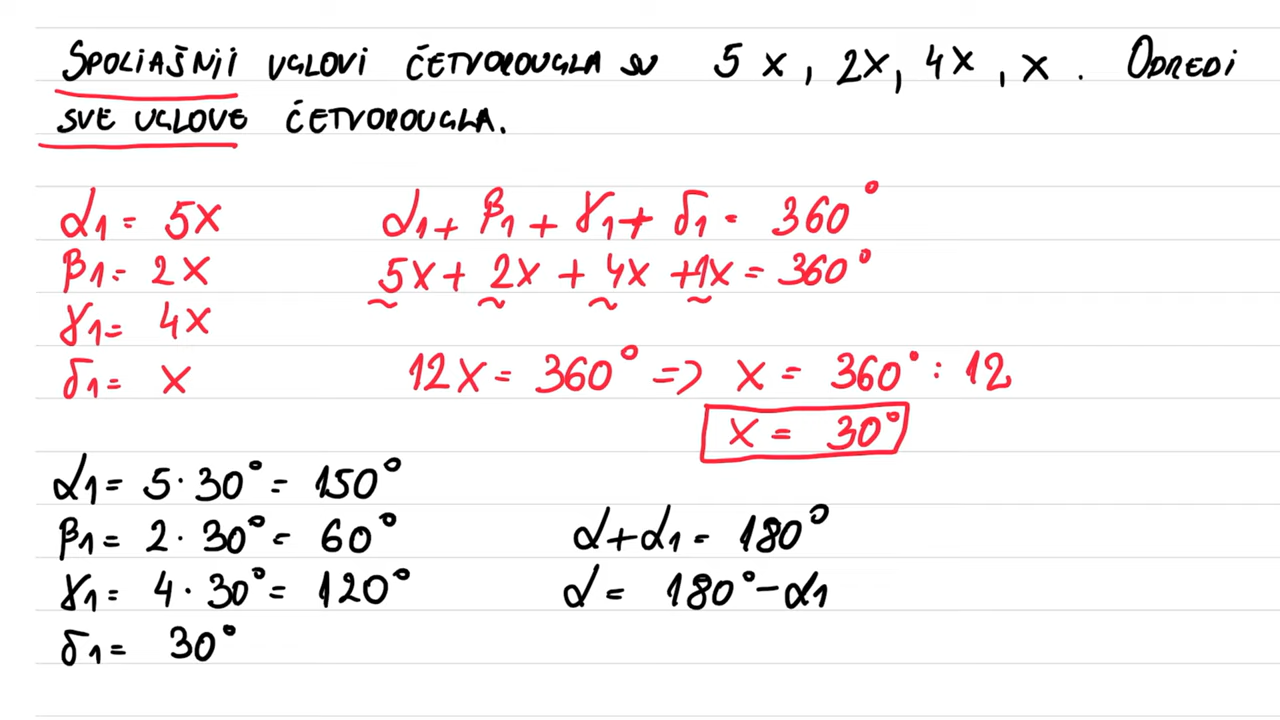 SPOLJAŠNJI UGLOVI ČETVOROUGLA SU 5x, 2x, 4x, x. ODREDI
SVE UGLOVE ČETVOROUGLA.
α1 = 5x
β1 = 2x
γ1 = 4x
δ1 = x
α1 + β1 + γ1 + δ1 = 360°
5x + 2x + 4x + 1x = 360°
12x = 360° => x = 360° : 12
x = 30°
α1 = 5 · 30° = 150°
β1 = 2 · 30° = 60°
γ1 = 4 · 30° = 120°
δ1 = 30°
α + α1 = 180°
α = 180° - α1